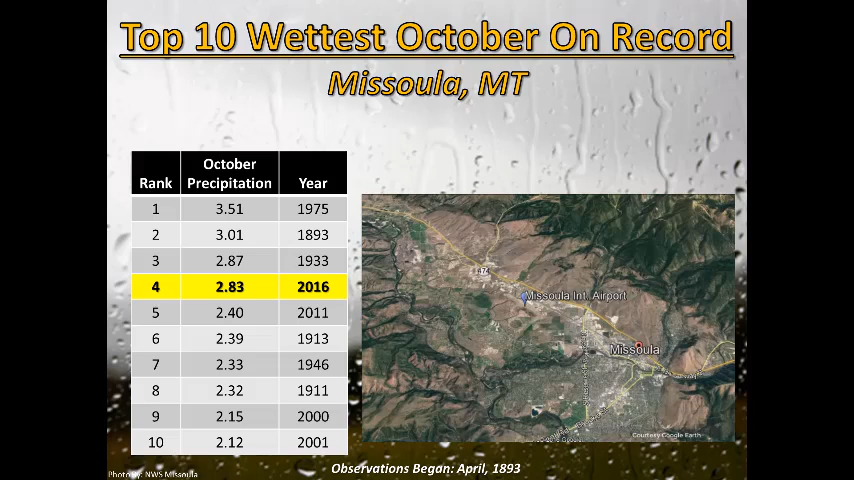 Top 10 Wettest October On Record
Missoula, MT
Rank October Precipitation Year
1 3.51 1975
2 3.01 1893
3 2.87 1933
4 2.83 2016
5 2.40 2011
6 2.39 1913
7 2.33 1946
8 2.32 1911
9 2.15 2000
10 2.12 2001
474
Missoula Int. Airport
Missoula
Courtesy Google Earth
Observations Began: April, 1893
Photo By: NWS Missoula